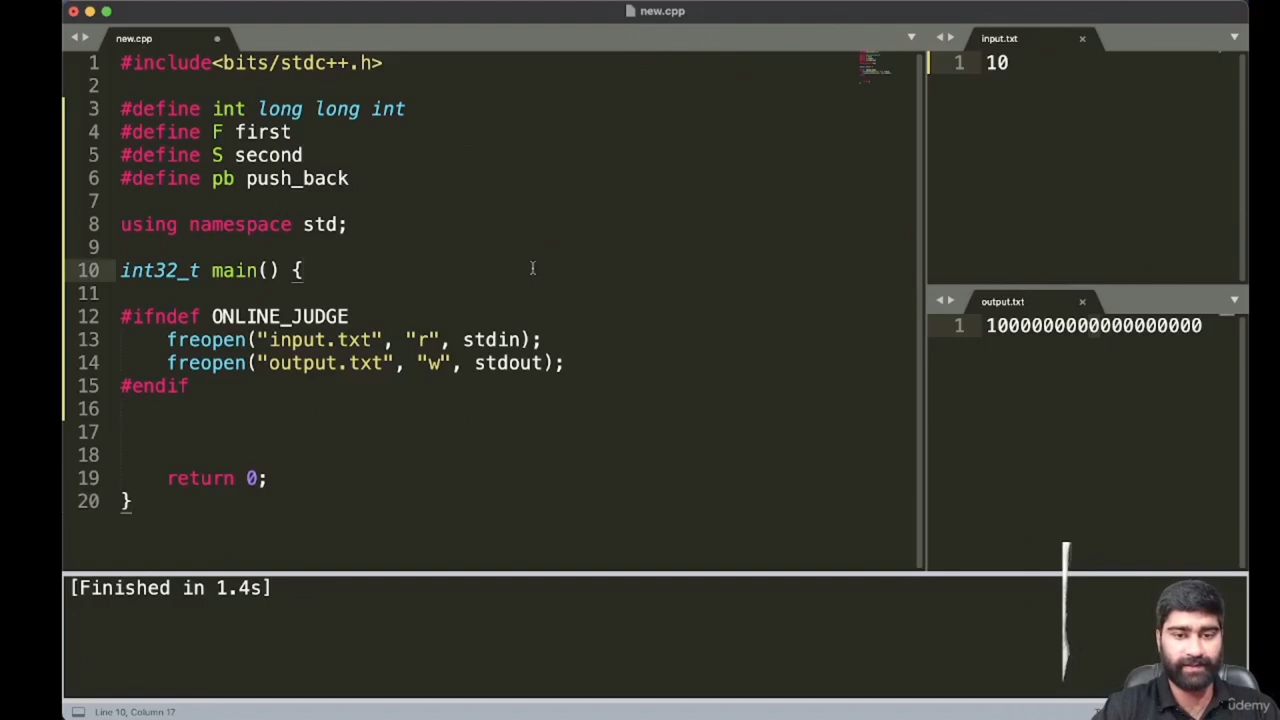 new.cpp
new.cpp
1 #include<bits/stdc++.h>
2
3 #define int long long int
4 #define F first
5 #define S second
6 #define pb push_back
7
8 using namespace std;
9
10 int32_t main() {
11
12 #ifndef ONLINE_JUDGE
13 freopen("input.txt", "r", stdin);
14 freopen("output.txt", "w", stdout);
15 #endif
16
17
18
19 return 0;
20 }
input.txt
1 10
output.txt
1 1000000000000000000
[Finished in 1.4s]
Line 10, Column 17
ûdemy